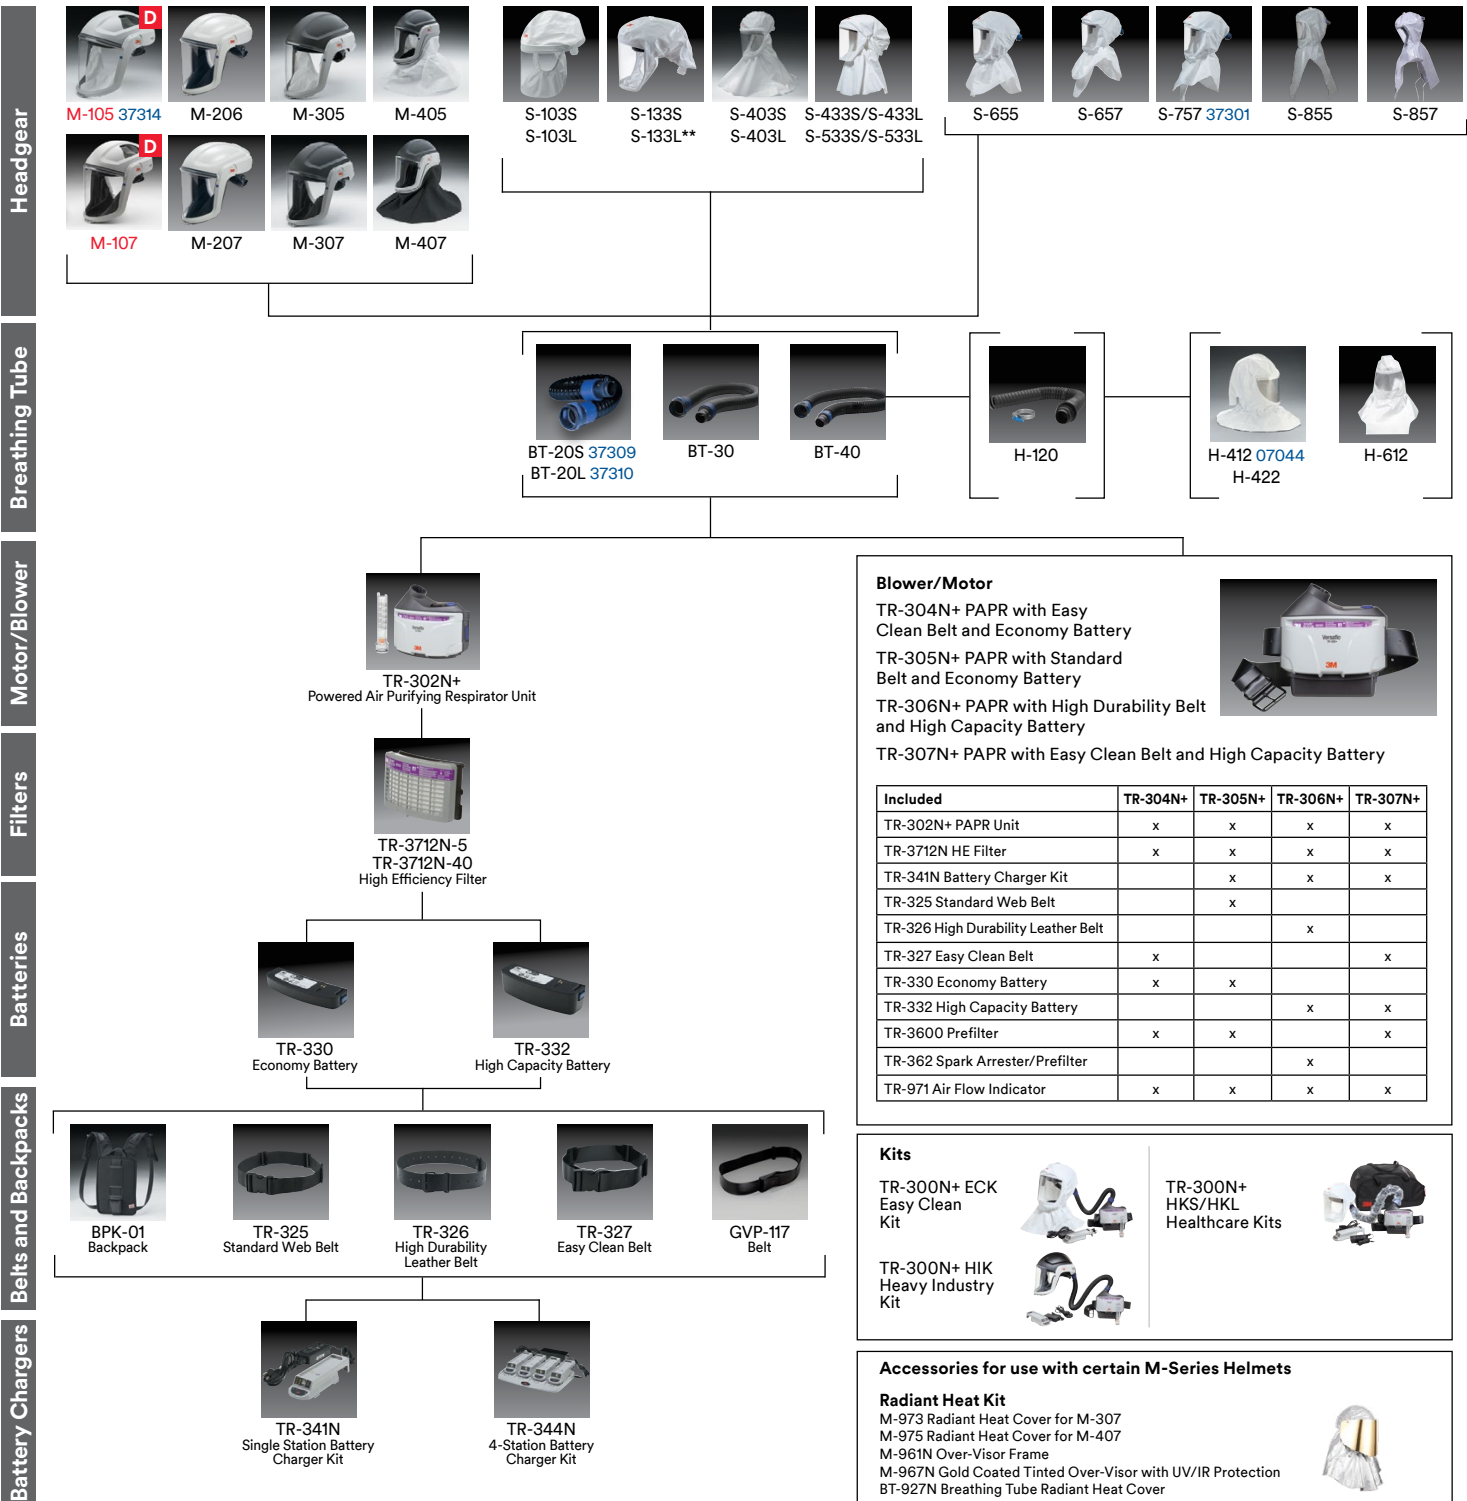 Headgear
D
M-105 37314
M-206
M-305
M-405
D
M-107
M-207
M-307
M-407
S-103S
S-103L
S-133S
S-133L**
S-403S
S-403L
S-433S/S-433L
S-533S/S-533L
S-655
S-657
S-757 37301
S-855
S-857
Breathing Tube
BT-20S 37309
BT-20L 37310
BT-30
BT-40
H-120
H-412 07044
H-422
H-612
Motor/Blower
TR-302N+
Powered Air Purifying Respirator Unit
Filters
TR-3712N-5
TR-3712N-40
High Efficiency Filter
Batteries
TR-330
Economy Battery
TR-332
High Capacity Battery
Belts and Backpacks
BPK-01
Backpack
TR-325
Standard Web Belt
TR-326
High Durability
Leather Belt
TR-327
Easy Clean Belt
GVP-117
Belt
Battery Chargers
TR-341N
Single Station Battery
Charger Kit
TR-344N
4-Station Battery
Charger Kit
Blower/Motor
TR-304N+ PAPR with Easy
Clean Belt and Economy Battery
TR-305N+ PAPR with Standard
Belt and Economy Battery
TR-306N+ PAPR with High Durability Belt
and High Capacity Battery
TR-307N+ PAPR with Easy Clean Belt and High Capacity Battery
Versaflo
3M
Included TR-304N+ TR-305N+ TR-306N+ TR-307N+
TR-302N+ PAPR Unit x x x x
TR-3712N HE Filter x x x x
TR-341N Battery Charger Kit x x x
TR-325 Standard Web Belt x
TR-326 High Durability Leather Belt x
TR-327 Easy Clean Belt x x
TR-330 Economy Battery x x
TR-332 High Capacity Battery x x
TR-3600 Prefilter x x x
TR-362 Spark Arrester/Prefilter x
TR-971 Air Flow Indicator x x x x
Kits
TR-300N+ ECK
Easy Clean
Kit
TR-300N+ HIK
Heavy Industry
Kit
TR-300N+
HKS/HKL
Healthcare Kits
Accessories for use with certain M-Series Helmets
Radiant Heat Kit
M-973 Radiant Heat Cover for M-307
M-975 Radiant Heat Cover for M-407
M-961N Over-Visor Frame
M-967N Gold Coated Tinted Over-Visor with UV/IR Protection
BT-927N Breathing Tube Radiant Heat Cover